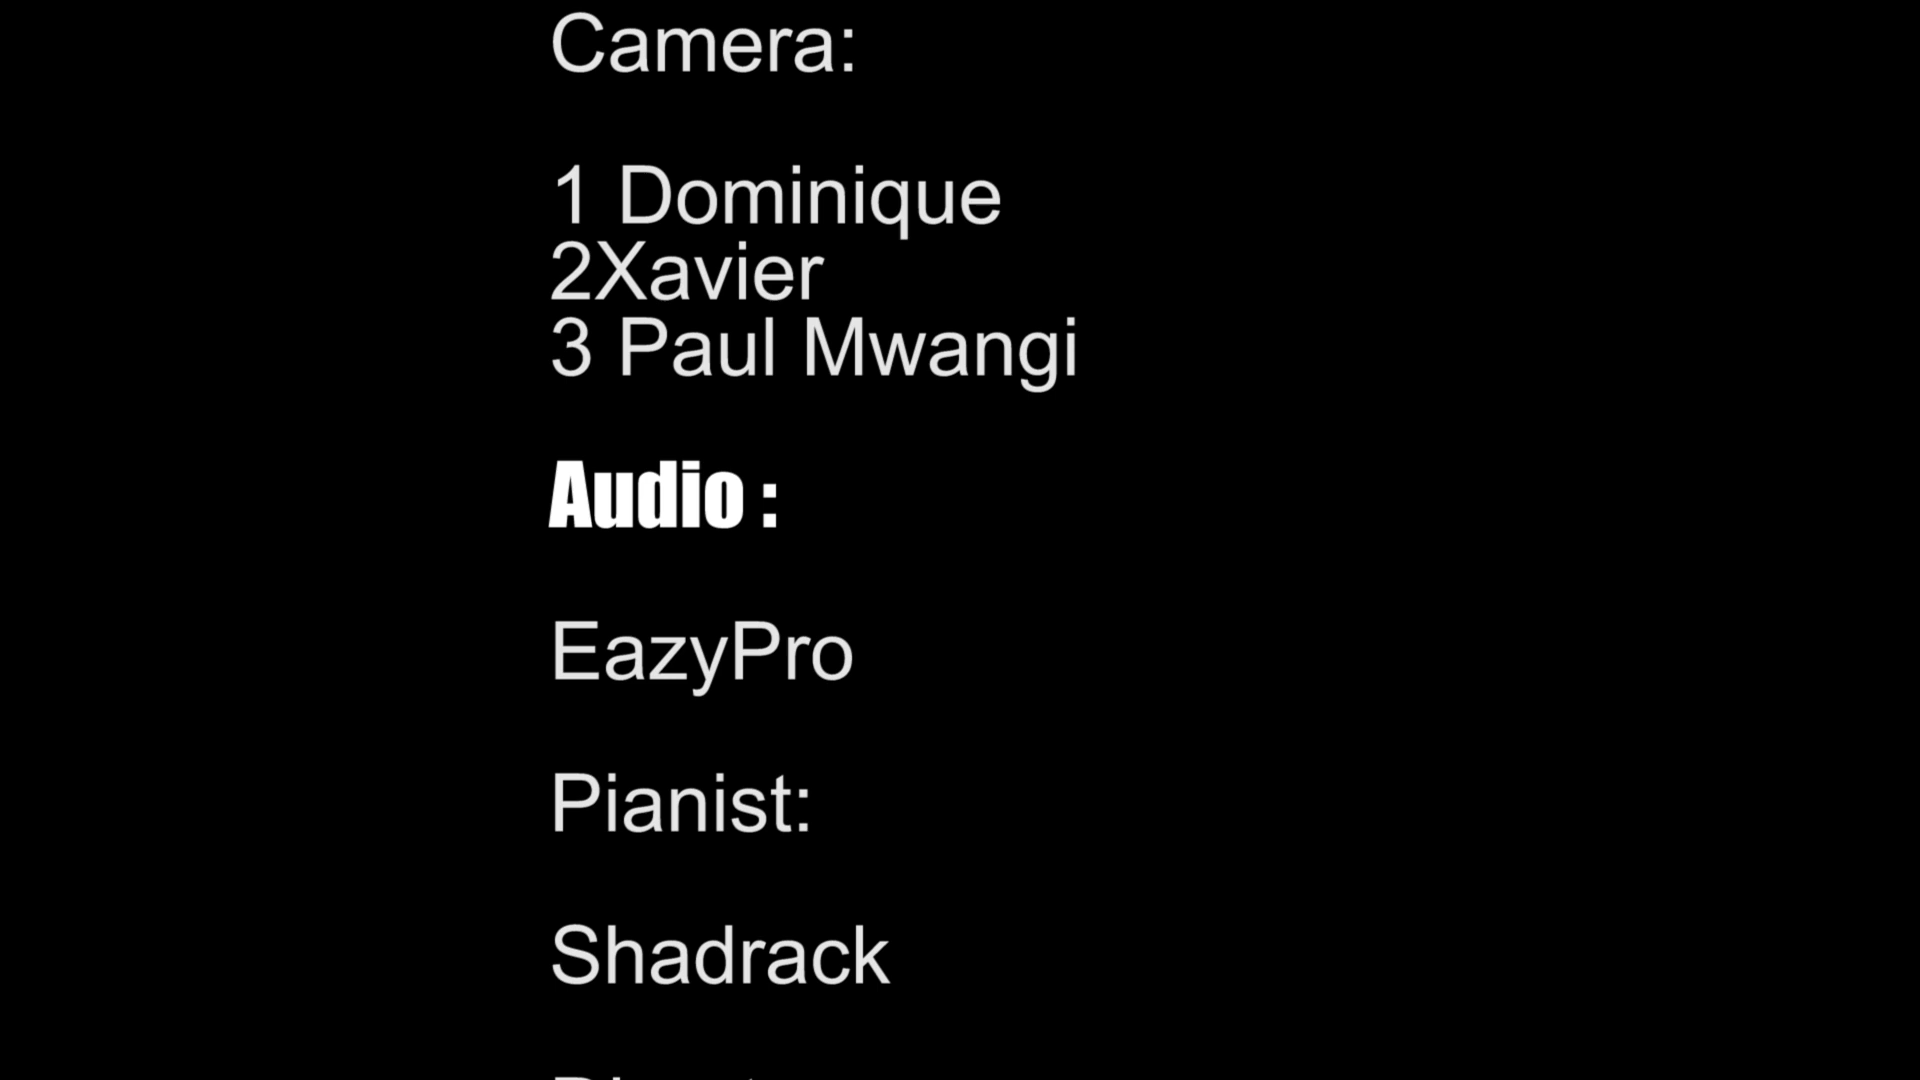 Camera:
1 Dominique
2Xavier
3 Paul Mwangi
Audio :
EazyPro
Pianist:
Shadrack